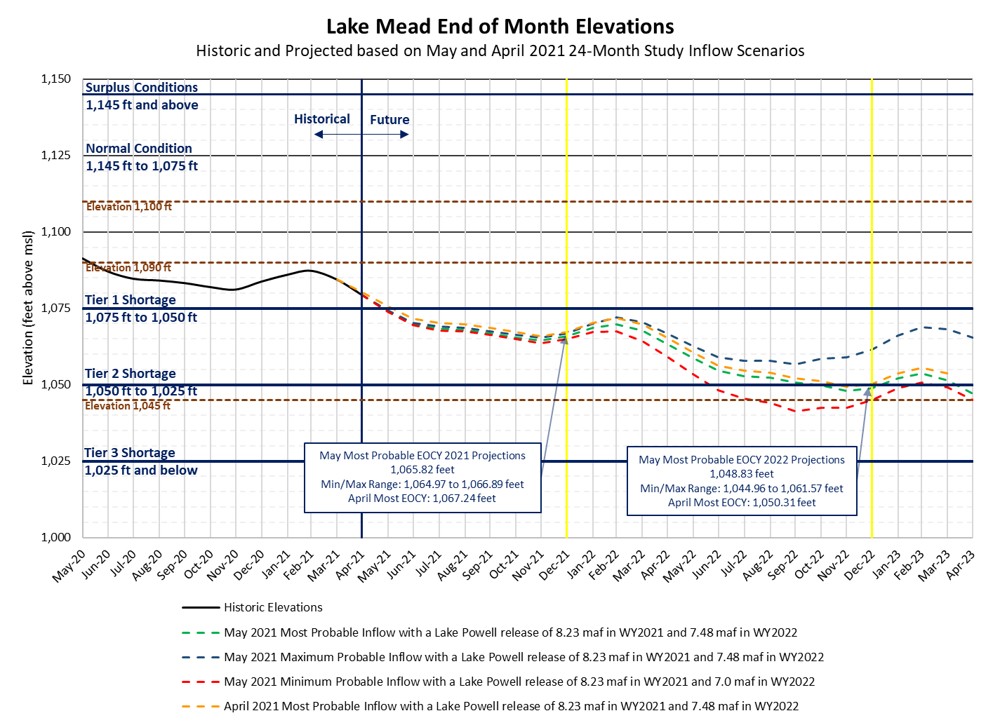 Lake Mead End of Month Elevations
Historic and Projected based on May and April 2021 24-Month Study Inflow Scenarios
Elevation (feet above msl)
1,150
1,125
1,100
1,075
1,050
1,025
1,000
Surplus Conditions
1,145 ft and above
Historical
Future
Normal Condition
1,145 ft to 1,075 ft
Elevation 1,100 ft
Elevation 1,090 ft
Tier 1 Shortage
1,075 ft to 1,050 ft
Tier 2 Shortage
1,050 ft to 1,025 ft
Elevation 1,045 ft
Tier 3 Shortage
1,025 ft and below
May Most Probable EOCY 2021 Projections
1,065.82 feet
Min/Max Range: 1,064.97 to 1,066.89 feet
April Most EOCY: 1,067.24 feet
May Most Probable EOCY 2022 Projections
1,048.83 feet
Min/Max Range: 1,044.96 to 1,061.57 feet
April Most EOCY: 1,050.31 feet
May-20
Jun-20
Jul-20
Aug-20
Sep-20
Oct-20
Nov-20
Dec-20
Jan-21
Feb-21
Mar-21
Apr-21
May-21
Jun-21
Jul-21
Aug-21
Sep-21
Oct-21
Nov-21
Dec-21
Jan-22
Feb-22
Mar-22
Apr-22
May-22
Jun-22
Jul-22
Aug-22
Sep-22
Oct-22
Nov-22
Dec-22
Jan-23
Feb-23
Mar-23
Apr-23
Historic Elevations
May 2021 Most Probable Inflow with a Lake Powell release of 8.23 maf in WY2021 and 7.48 maf in WY2022
May 2021 Maximum Probable Inflow with a Lake Powell release of 8.23 maf in WY2021 and 7.48 maf in WY2022
May 2021 Minimum Probable Inflow with a Lake Powell release of 8.23 maf in WY2021 and 7.0 maf in WY2022
April 2021 Most Probable Inflow with a Lake Powell release of 8.23 maf in WY2021 and 7.48 maf in WY2022